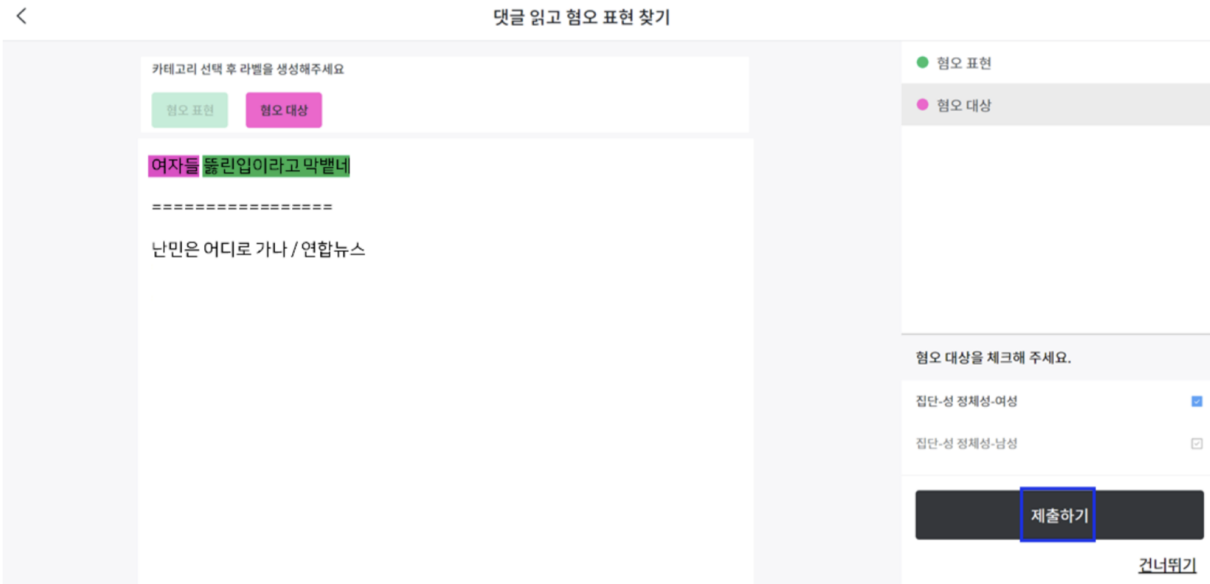 댓글 읽고 혐오 표현 찾기
카테고리 선택 후 라벨을 생성해주세요
혐오 표현 혐오 대상
여자들 뚫린입이라고 막뱉네
=================
난민은 어디로 가나 / 연합뉴스
혐오 표현
혐오 대상
혐오 대상을 체크해 주세요.
집단-성 정체성-여성
집단-성 정체성-남성
제출하기
건너뛰기